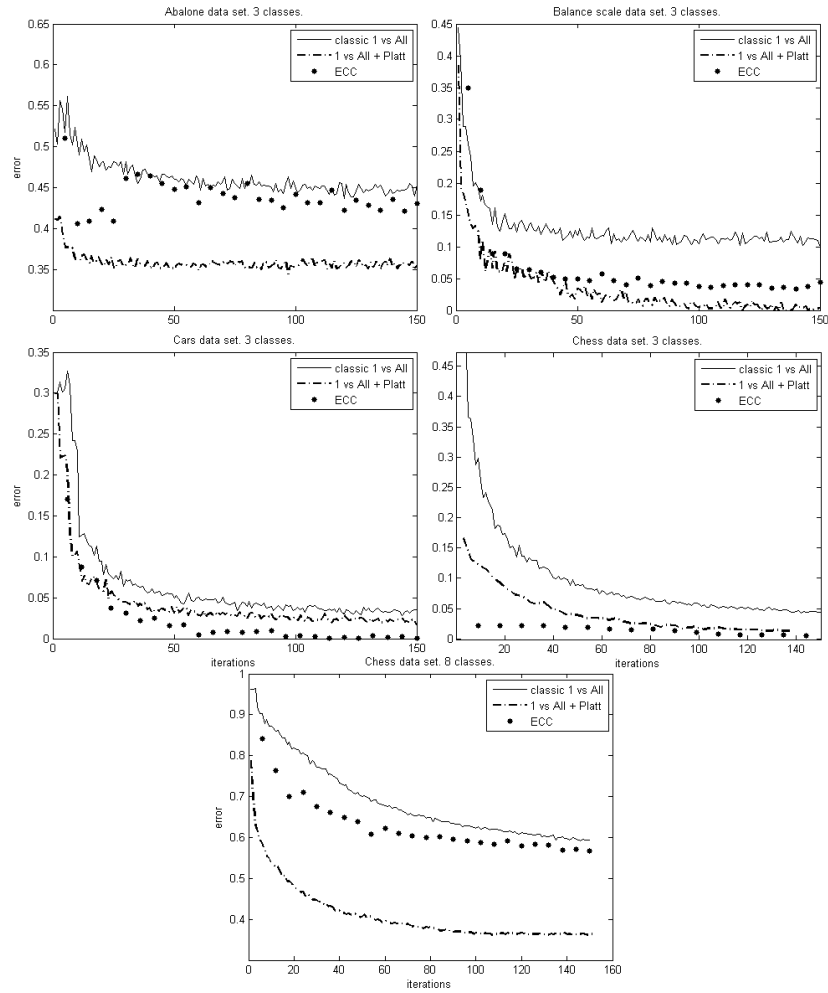 Abalone data set. 3 classes.
0.65
0.6
0.55
0.5
0.45
0.4
0.35
error
0
50
100
150
classic 1 vs All
1 vs All + Platt
ECC
Balance scale data set. 3 classes.
0.45
0.4
0.35
0.3
0.25
0.2
0.15
0.1
0.05
0
0
50
100
150
classic 1 vs All
1 vs All + Platt
ECC
Cars data set. 3 classes.
0.35
0.3
0.25
0.2
0.15
0.1
0.05
0
error
0
50
100
150
iterations
classic 1 vs All
1 vs All + Platt
ECC
Chess data set. 3 classes.
0.45
0.4
0.35
0.3
0.25
0.2
0.15
0.1
0.05
0
20
40
60
80
100
120
140
iterations
classic 1 vs All
1 vs All + Platt
ECC
Chess data set. 8 classes.
1
0.9
0.8
0.7
0.6
0.5
0.4
error
0
20
40
60
80
100
120
140
160
iterations
classic 1 vs All
1 vs All + Platt
ECC